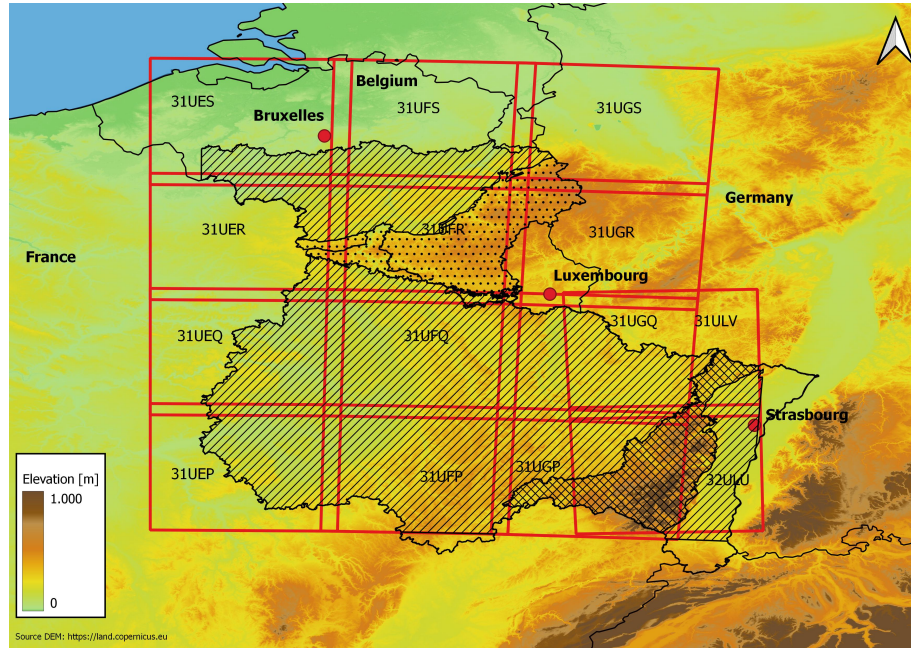 Belgium
31UES
31UFS
31UGS
Bruxelles
Germany
31UER
31UFR
31UGR
France
Luxembourg
31UEQ
31UFQ
31UGQ
31ULV
Strasbourg
31UEP
31UFP
31UGP
32ULU
Elevation [m]
1.000
0
Source DEM: https://land.copernicus.eu